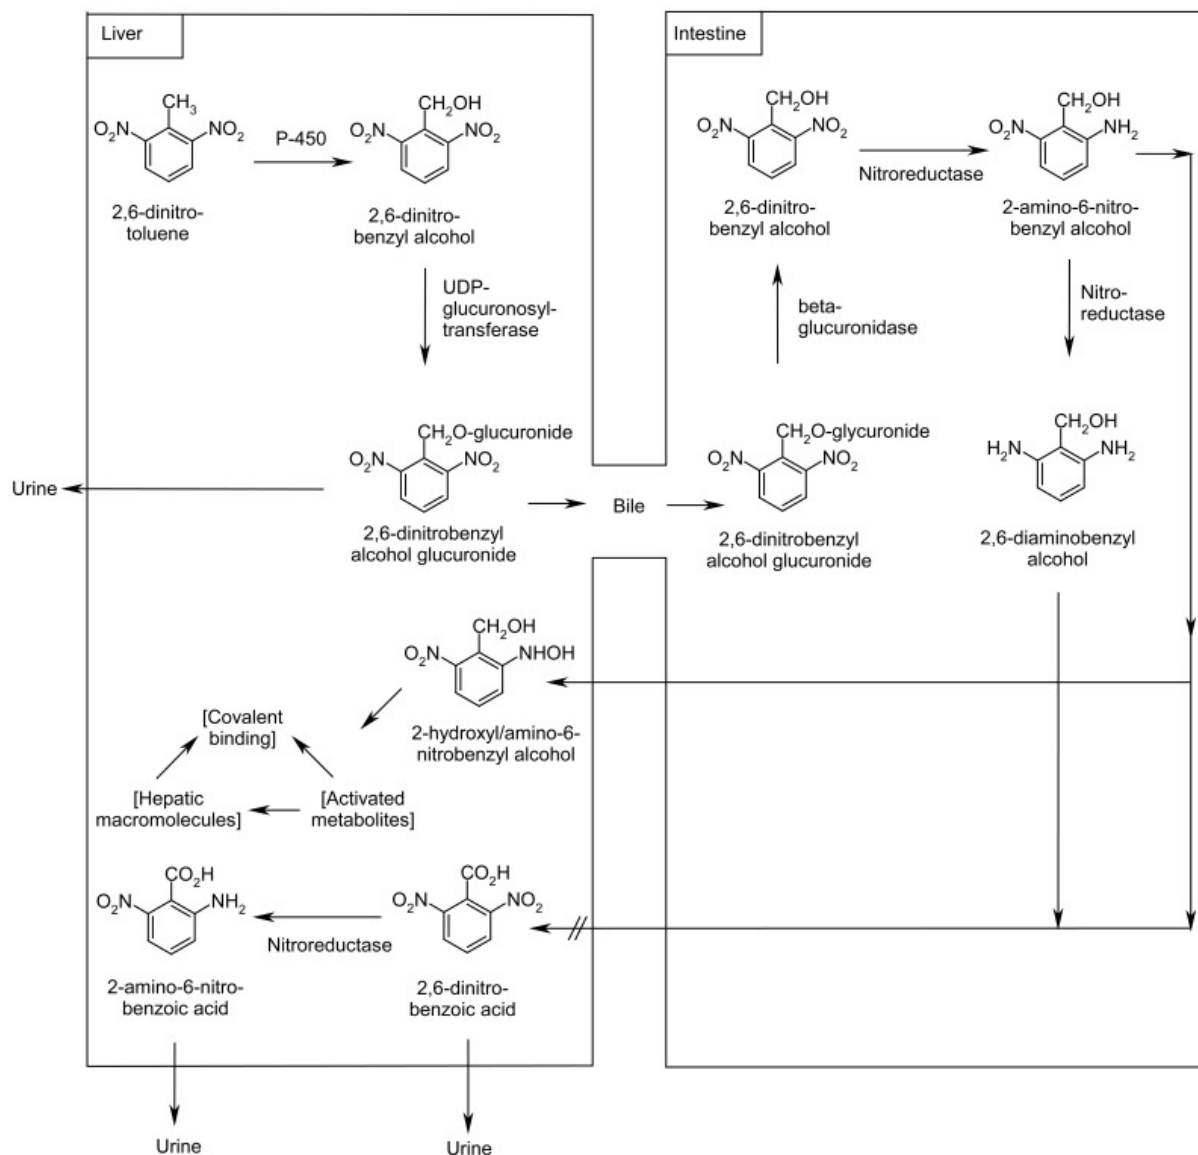 Liver
Intestine
CH3
O2N
NO2
P-450
CH2OH
O2N
NO2
2,6-dinitro-
toluene
2,6-dinitro-
benzyl alcohol
CH2OH
O2N
NO2
Nitroreductase
CH2OH
O2N
NH2
2,6-dinitro-
benzyl alcohol
2-amino-6-nitro-
benzyl alcohol
UDP-
glucuronosyl-
transferase
beta-
glucuronidase
Nitro-
reductase
CH2O-glucuronide
O2N
NO2
2,6-dinitrobenzyl
alcohol glucuronide
Urine
Bile
CH2O-glycuronide
O2N
NO2
2,6-dinitrobenzyl
alcohol glucuronide
CH2OH
H2N
NH2
2,6-diaminobenzyl
alcohol
CH2OH
O2N
NHOH
2-hydroxyl/amino-6-
nitrobenzyl alcohol
[Covalent
binding]
[Hepatic
macromolecules]
[Activated
metabolites]
CO2H
O2N
NH2
Nitroreductase
CO2H
O2N
NO2
2-amino-6-nitro-
benzoic acid
2,6-dinitro-
benzoic acid
Urine
Urine